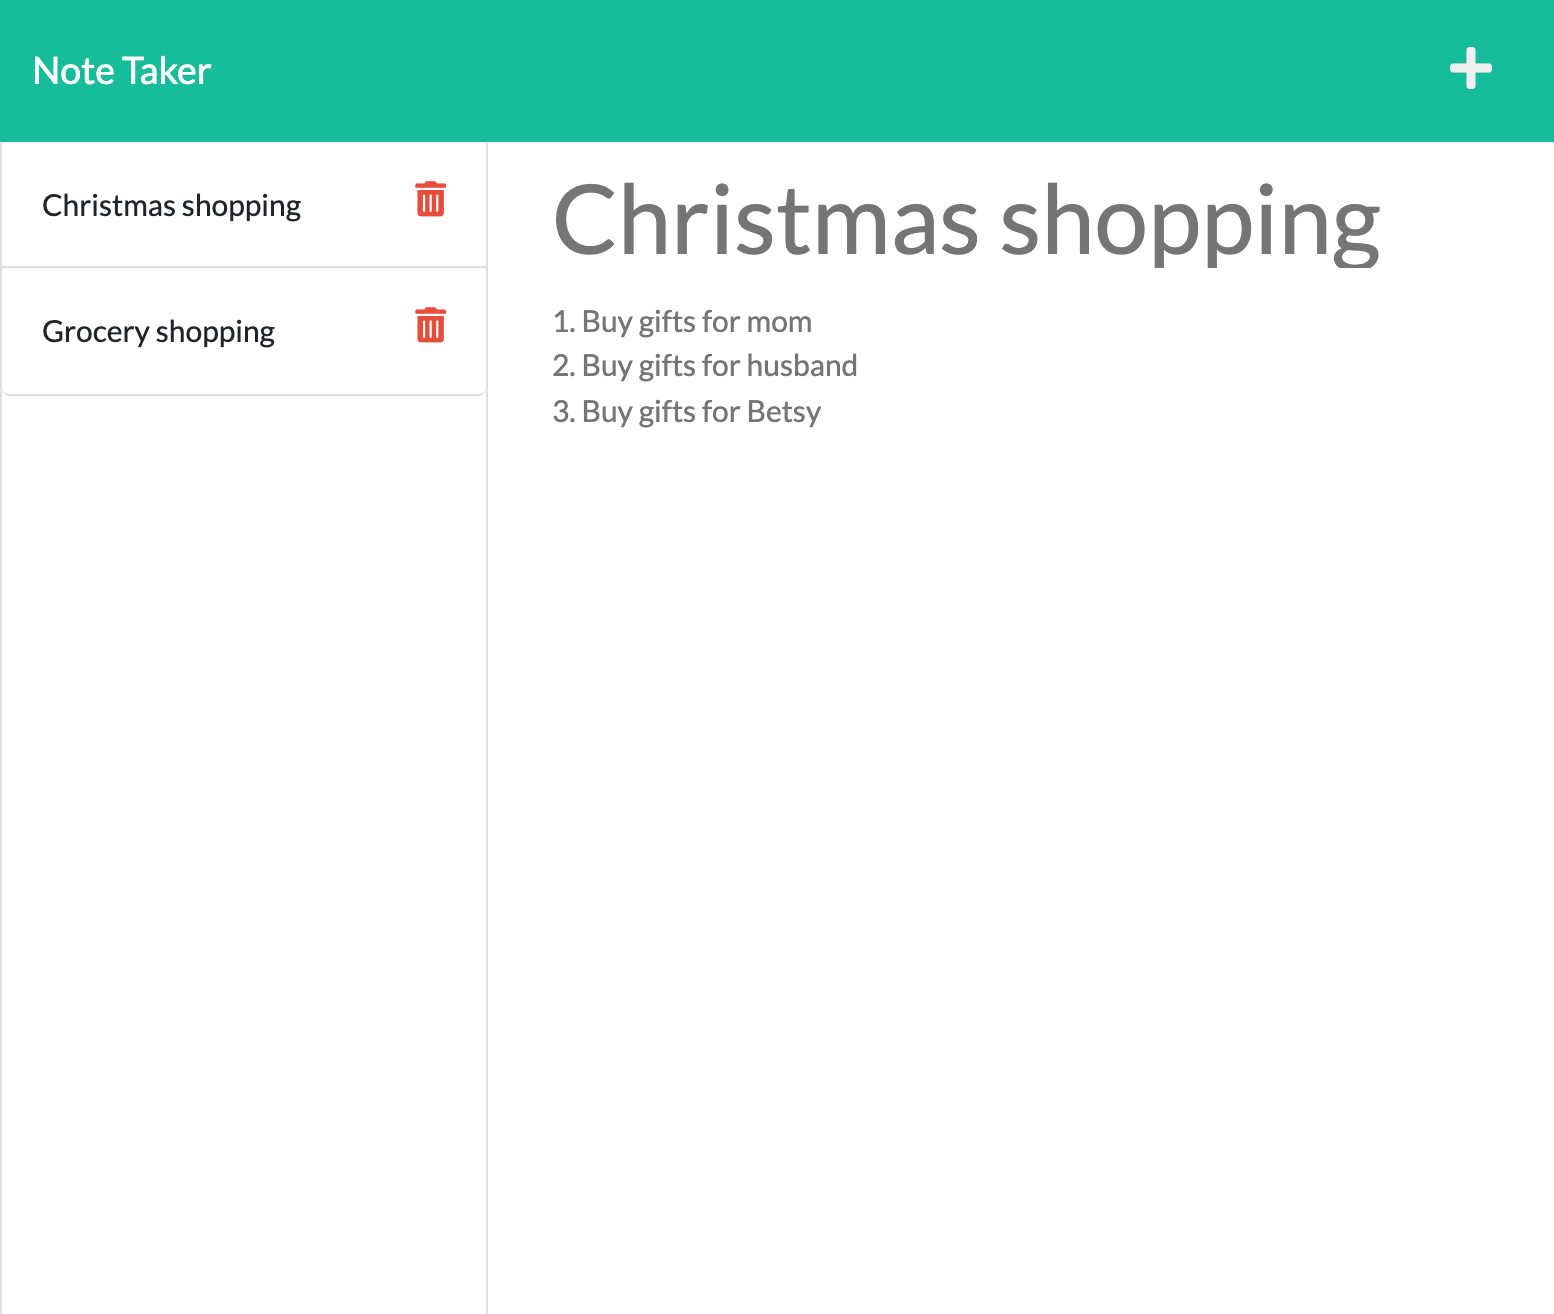 Note Taker
Christmas shopping
Grocery shopping
Christmas shopping
1. Buy gifts for mom
2. Buy gifts for husband
3. Buy gifts for Betsy